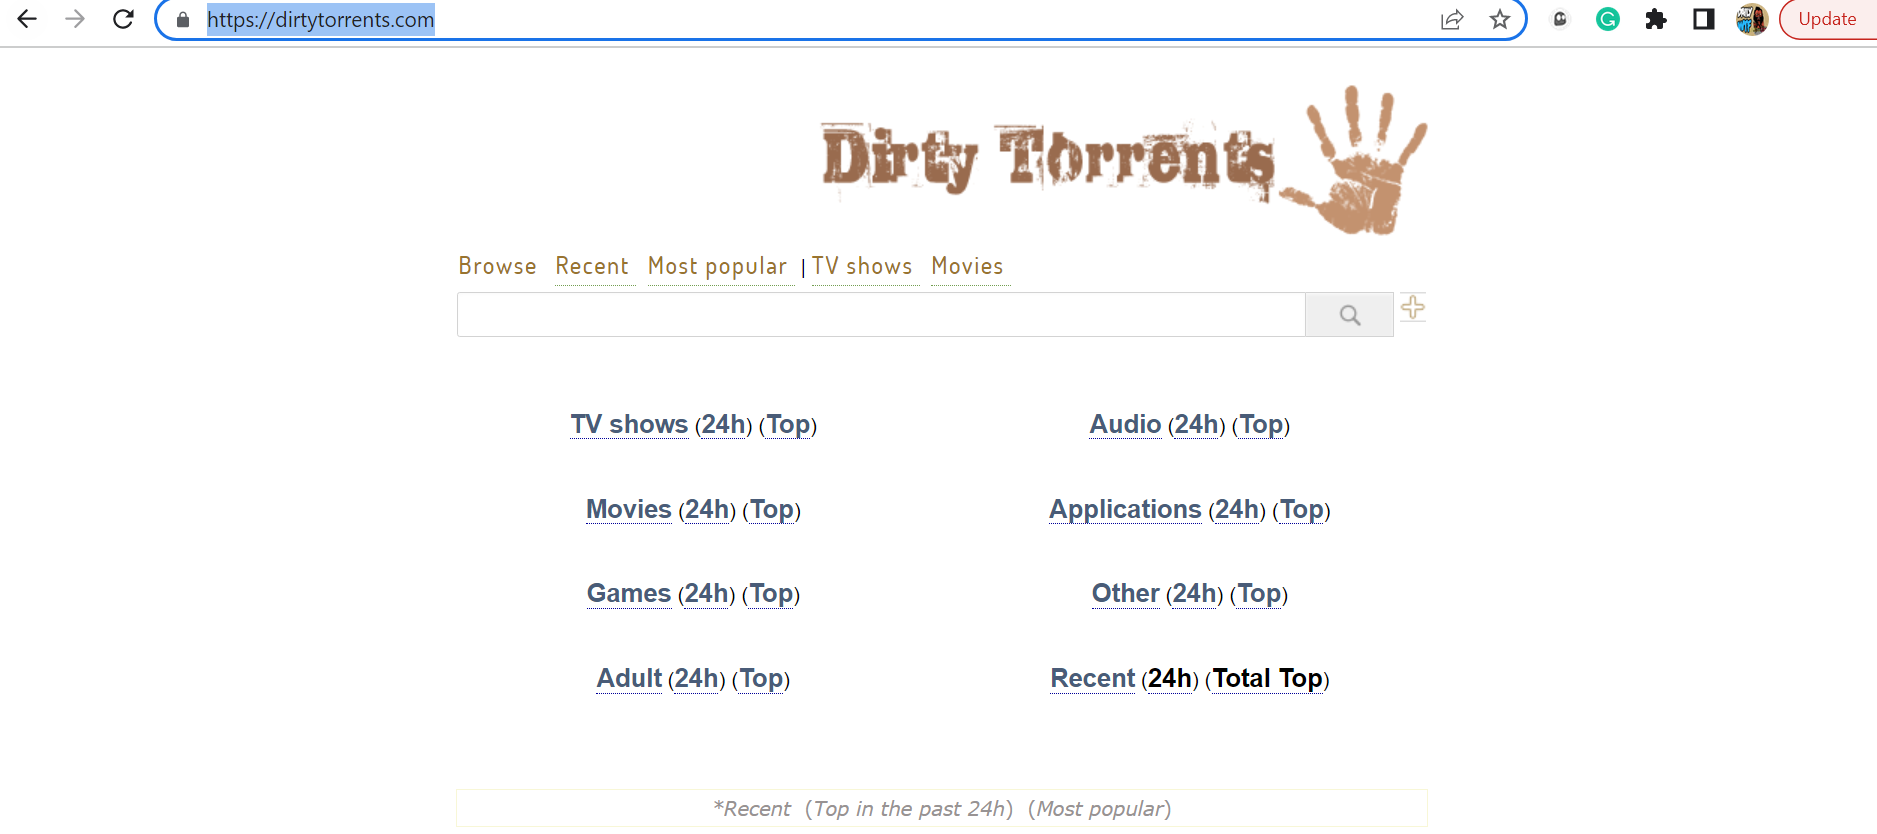 https://dirtytorrents.com
Update
Dirty Torrents
Browse Recent Most popular | TV shows Movies
TV shows (24h) (Top) Audio (24h) (Top)
Movies (24h) (Top) Applications (24h) (Top)
Games (24h) (Top) Other (24h) (Top)
Adult (24h) (Top) Recent (24h) (Total Top)
*Recent (Top in the past 24h) (Most popular)